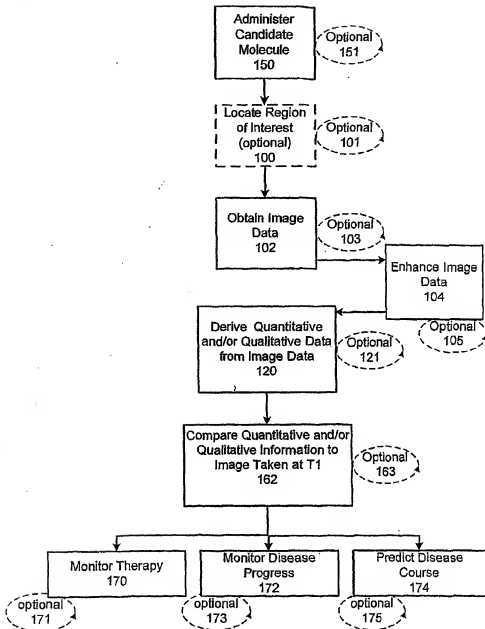 Administer
Candidate
Molecule
150
Optional
151
Locate Region
of Interest
(optional)
100
Optional
101
Obtain Image
Data
102
Optional
103
Enhance Image
Data
104
Optional
105
Derive Quantitative
and/or Qualitative Data
from Image Data
120
Optional
121
Compare Quantitative and/or
Qualitative Information to
Image Taken at T1
162
Optional
163
Monitor Therapy
170
optional
171
Monitor Disease
Progress
172
optional
173
Predict Disease
Course
174
optional
175